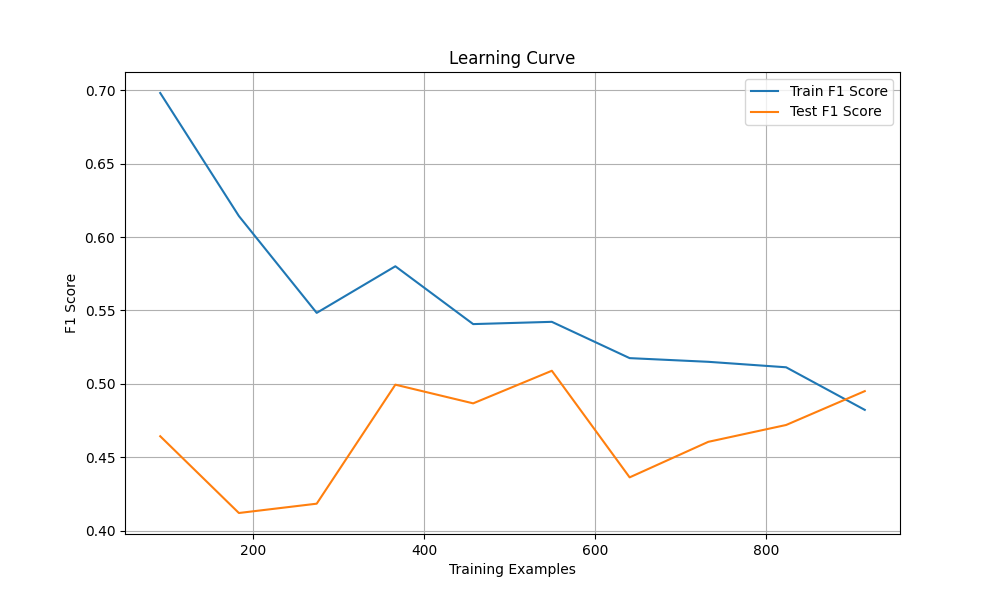 Learning Curve
Train F1 Score
Test F1 Score
F1 Score
0.70
0.65
0.60
0.55
0.50
0.45
0.40
200 400 600 800
Training Examples